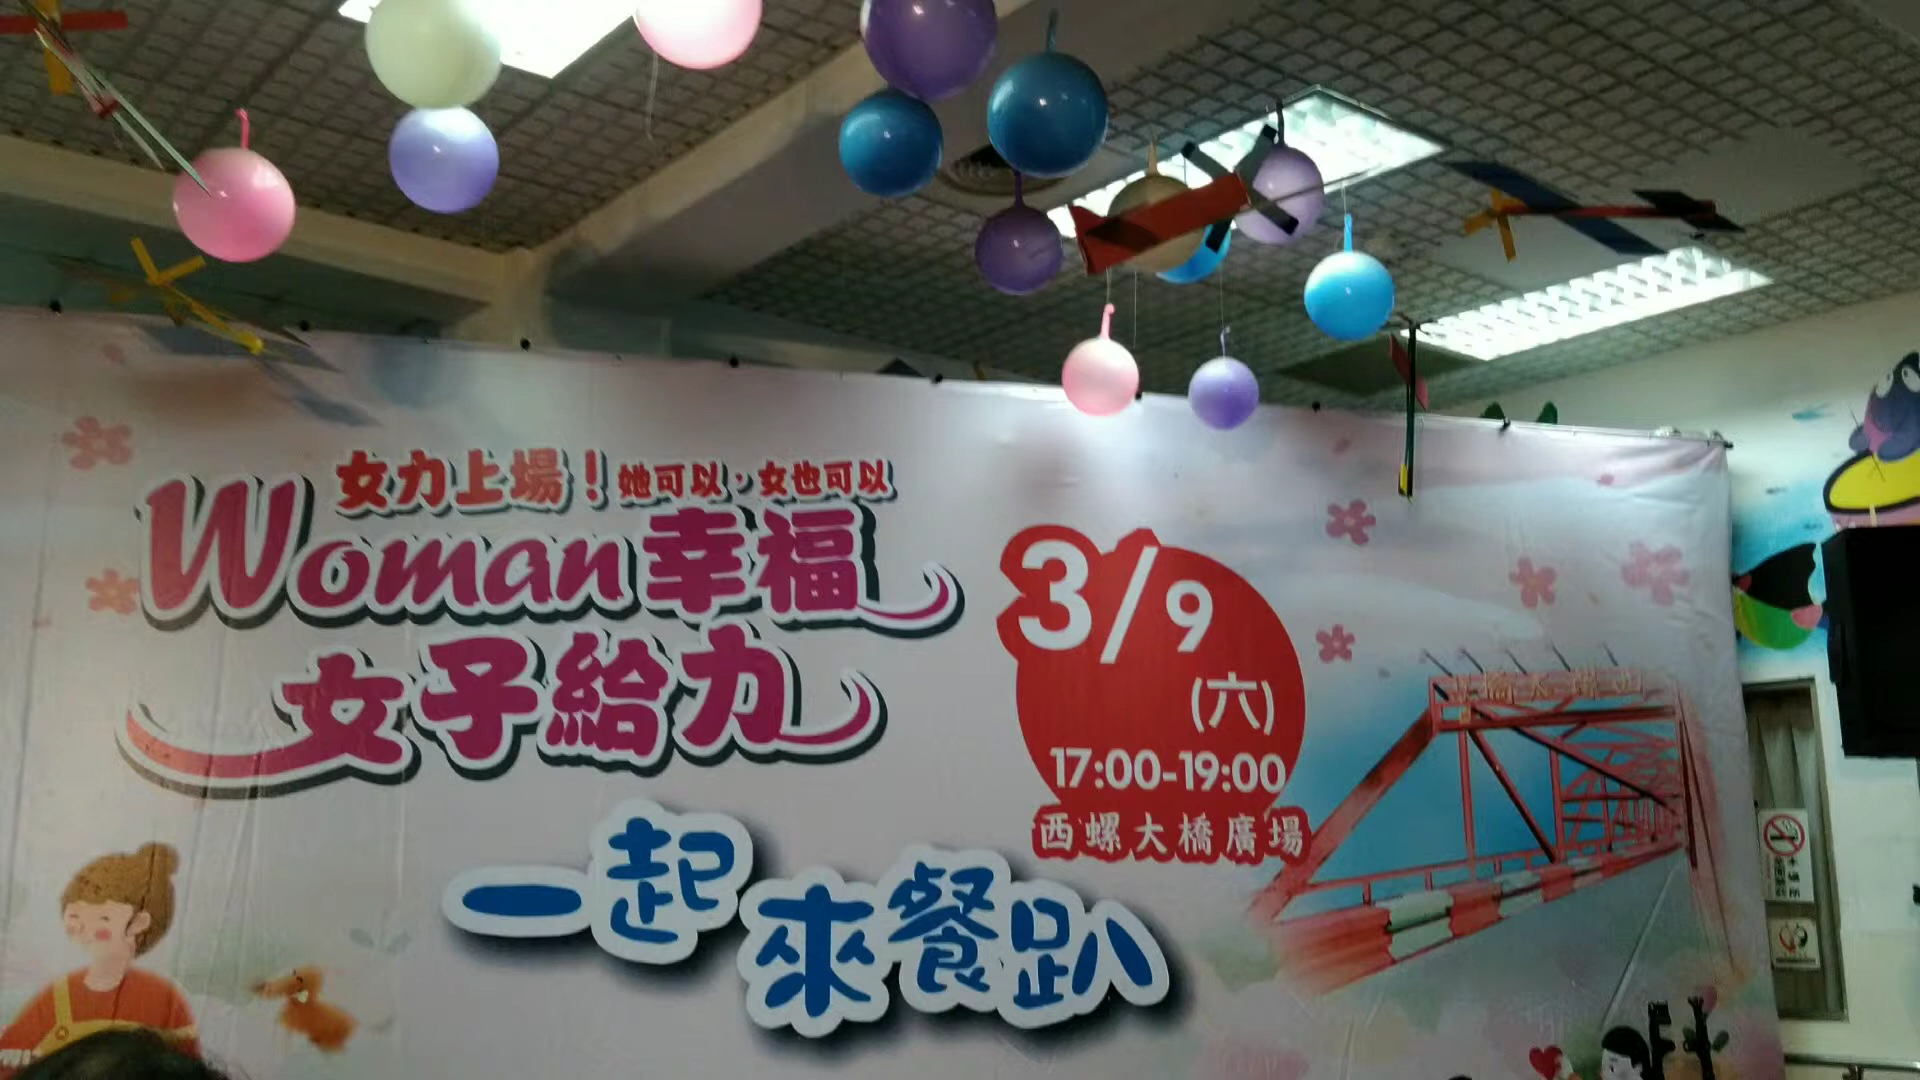 女力上場！她可以，女也可以
Woman幸福
女子給力
3/9
(六)
17:00-19:00
西螺大橋廣場
一起來餐趴